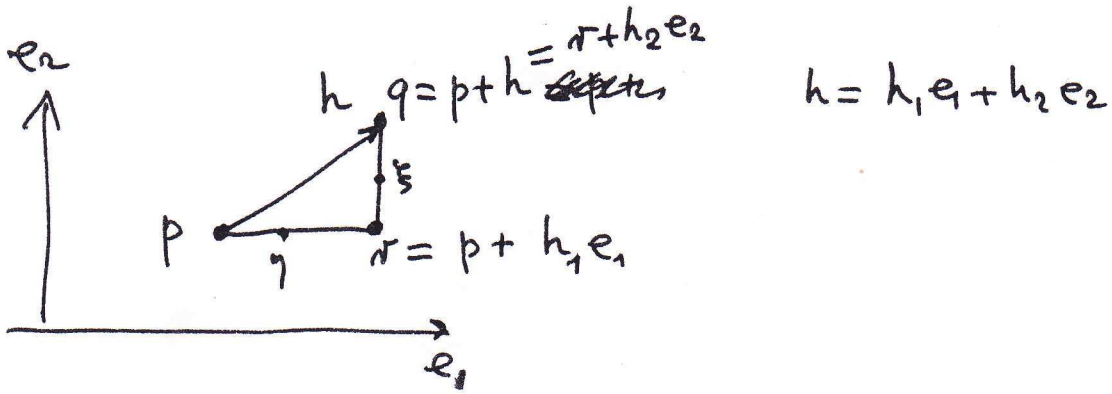 e₂
= r+h₂e₂
h q = p+h
h = h₁e₁ + h₂e₂
ξ
p
η
r = p + h₁e₁
e₁